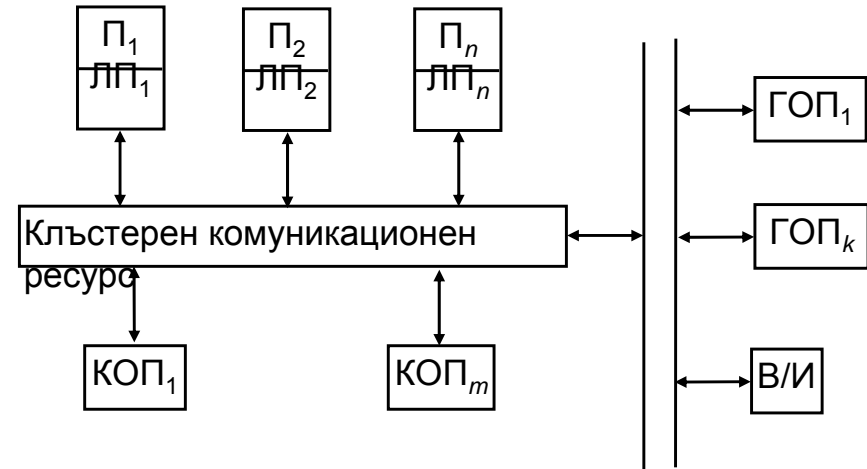 П₁
ЛП₁
П₂
ЛП₂
Пₙ
ЛПₙ
ГОП₁
Клъстерен комуникационен
ресурс
ГОПₖ
КОП₁
КОПₘ
В/И